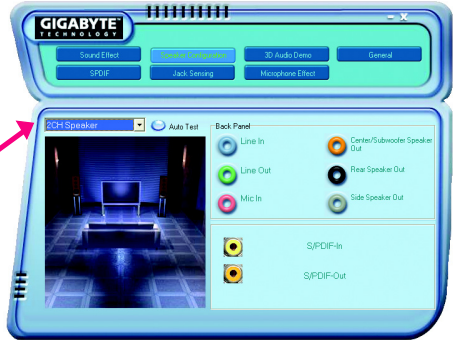 GIGABYTE™
TECHNOLOGY
Sound Effect
Speaker Configuration
3D Audio Demo
General
SPDIF
Jack Sensing
Microphone Effect
2CH Speaker
Auto Test
Back Panel
Line In
Center/Subwoofer Speaker
Out
Line Out
Rear Speaker Out
Mic In
Side Speaker Out
S/PDIF-In
S/PDIF-Out